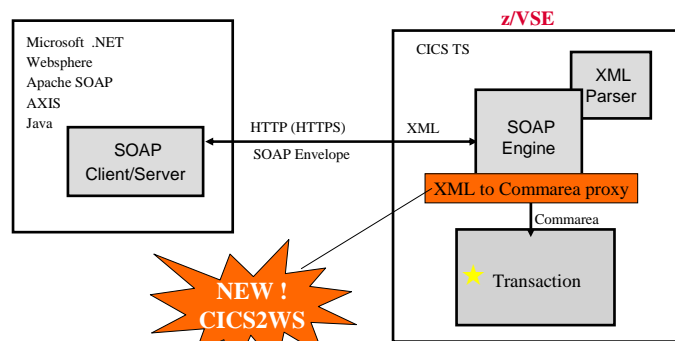 z/VSE
Microsoft .NET
Websphere
Apache SOAP
AXIS
Java
SOAP
Client/Server
HTTP (HTTPS)
SOAP Envelope
XML
CICS TS
XML
Parser
SOAP
Engine
XML to Commarea proxy
Commarea
Transaction
NEW !
CICS2WS